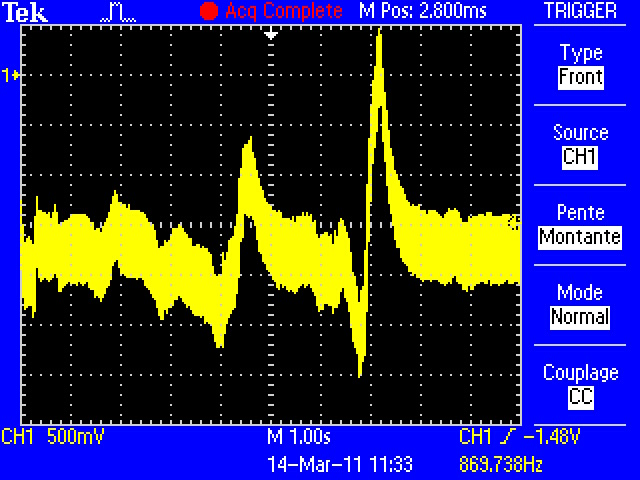 Tek Acq Complete M Pos: 2.800ms TRIGGER
Type
Front
1
Source
CH1
Pente
Montante
Mode
Normal
Couplage
CC
CH1 500mV M 1.00s CH1 -1.48V
14-Mar-11 11:33 869.738Hz